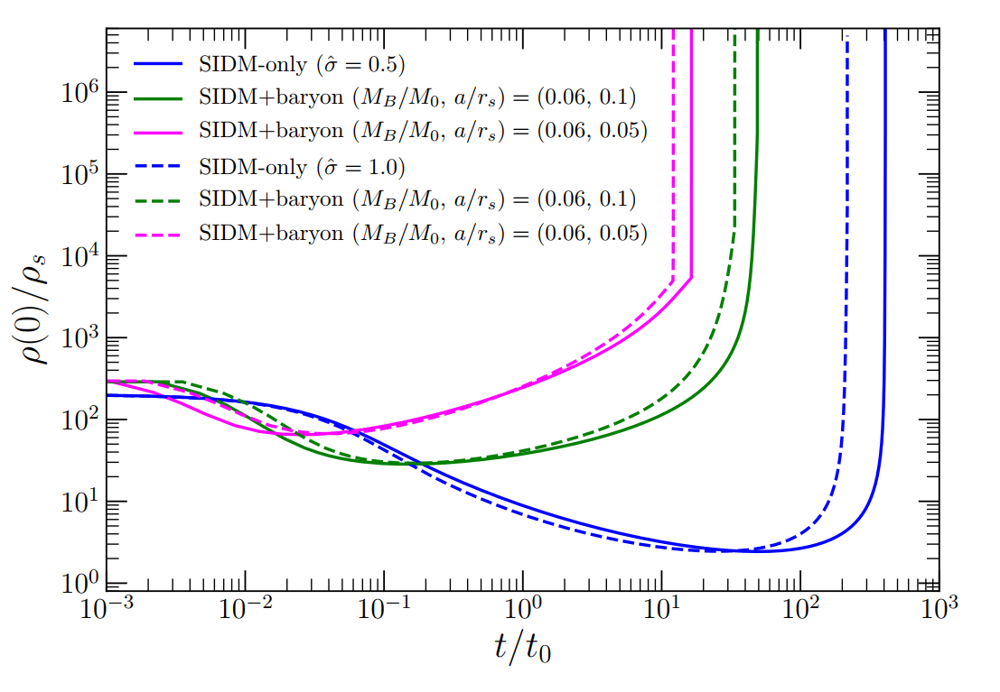 SIDM-only (σ̂ = 0.5)
SIDM+baryon (M_B/M_0, a/r_s) = (0.06, 0.1)
SIDM+baryon (M_B/M_0, a/r_s) = (0.06, 0.05)
SIDM-only (σ̂ = 1.0)
SIDM+baryon (M_B/M_0, a/r_s) = (0.06, 0.1)
SIDM+baryon (M_B/M_0, a/r_s) = (0.06, 0.05)
10^6
10^5
10^4
10^3
10^2
10^1
10^0
ρ(0)/ρ_s
10^−3 10^−2 10^−1 10^0 10^1 10^2 10^3
t/t_0